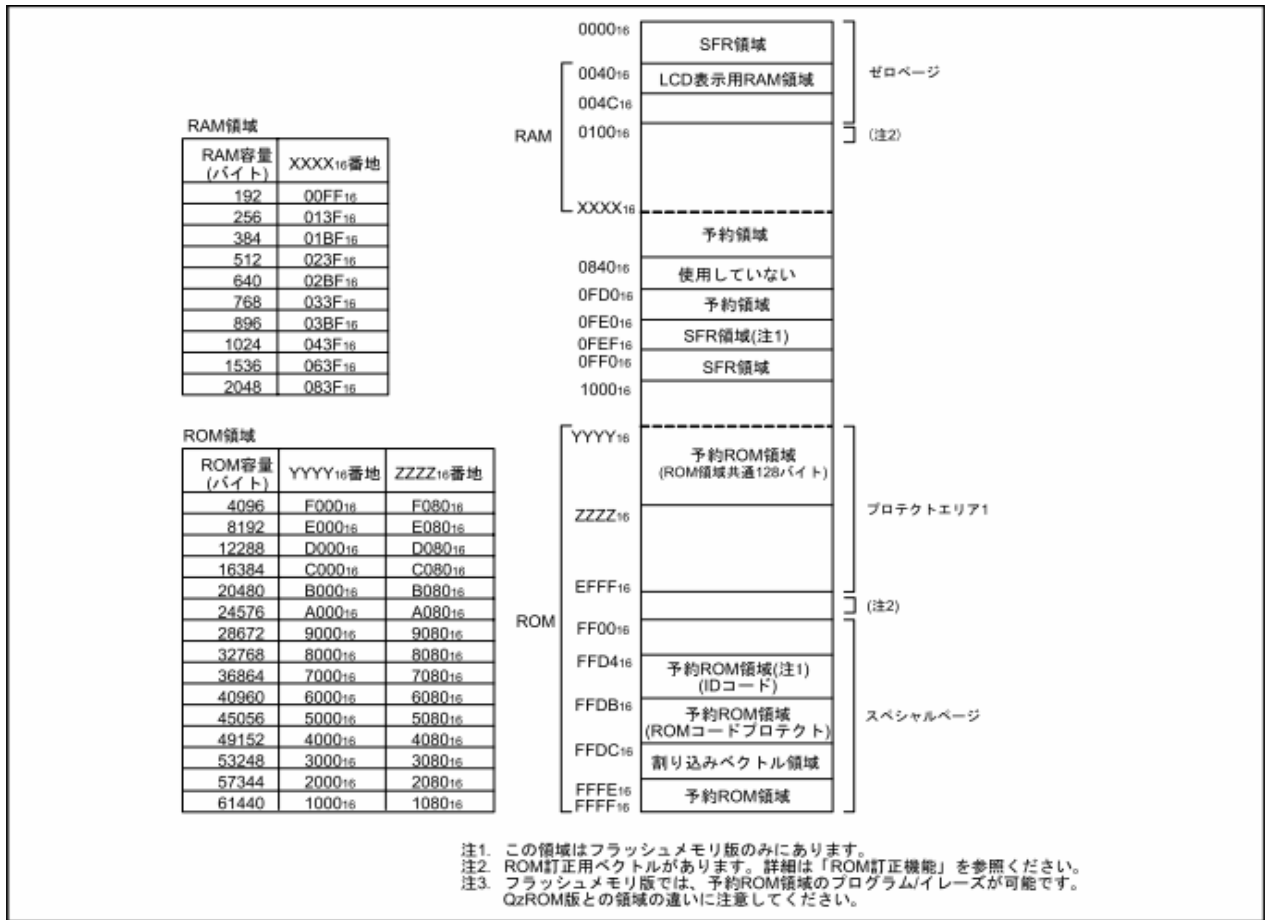 RAM領域
RAM容量(バイト) XXXX16番地
192 00FF16
256 013F16
384 01BF16
512 023F16
640 02BF16
768 033F16
896 03BF16
1024 043F16
1536 063F16
2048 083F16
ROM領域
ROM容量(バイト) YYYY16番地 ZZZZ16番地
4096 F00016 F08016
8192 E00016 E08016
12288 D00016 D08016
16384 C00016 C08016
20480 B00016 B08016
24576 A00016 A08016
28672 900016 908016
32768 800016 808016
36864 700016 708016
40960 600016 608016
45056 500016 508016
49152 400016 408016
53248 300016 308016
57344 200016 208016
61440 100016 108016
000016
SFR領域
ゼロページ
004016
LCD表示用RAM領域
004C16
RAM
010016
(注2)
XXXX16
予約領域
084016
使用していない
0FD016
予約領域
0FE016
SFR領域(注1)
0FEF16
0FF016
SFR領域
100016
YYYY16
予約ROM領域
(ROM領域共通128バイト)
プロテクトエリア1
ZZZZ16
EFFF16
(注2)
ROM
FF0016
FFD416
予約ROM領域(注1)
(IDコード)
FFDB16
予約ROM領域
(ROMコードプロテクト)
スペシャルページ
FFDC16
割り込みベクトル領域
FFFE16
予約ROM領域
FFFF16
注1. この領域はフラッシュメモリ版のみにあります。
注2. ROM訂正用ベクトルがあります。詳細は「ROM訂正機能」を参照ください。
注3. フラッシュメモリ版では、予約ROM領域のプログラム/イレーズが可能です。
QzROM版との領域の違いに注意してください。